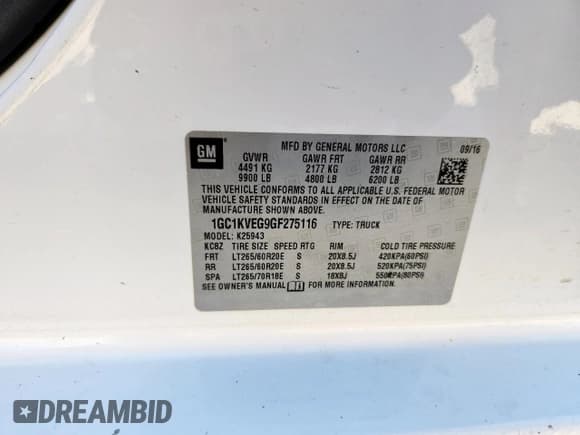 GM
MFD BY GENERAL MOTORS LLC 09/16
GVWR GAWR FRT GAWR RR
4491 KG 2177 KG 2812 KG
9900 LB 4800 LB 6200 LB
THIS VEHICLE CONFORMS TO ALL APPLICABLE U.S. FEDERAL MOTOR
VEHICLE SAFETY STANDARDS IN EFFECT ON THE DATE OF
MANUFACTURE SHOWN ABOVE.
1GC1KVEG9GF275116 TYPE: TRUCK
MODEL: K25943
KCBZ TIRE SIZE SPEED RTG RIM COLD TIRE PRESSURE
FRT LT265/60R20E S 20X8.5J 420KPA(60PSI)
RR LT265/60R20E S 20X8.5J 520KPA(75PSI)
SPA LT265/70R18E S 18X8J 550KPA(80PSI)
SEE OWNER'S MANUAL FOR MORE INFORMATION.
DREAMBID